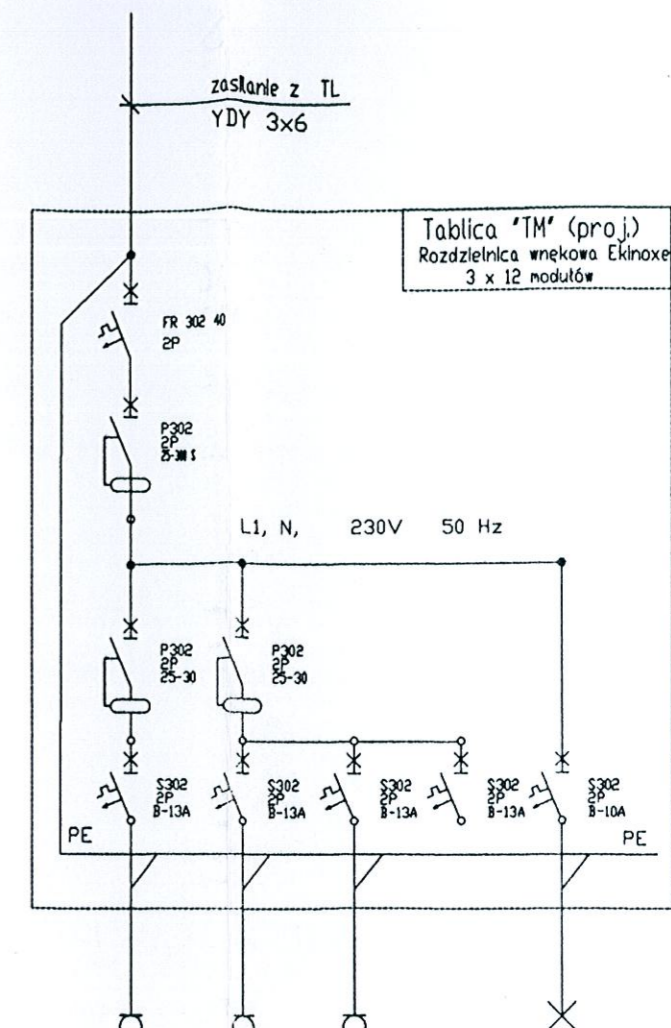 zasilanie z TL
YDY 3x6
Tablica "TM" (proj.)
Rozdzielnica wnękowa Ekinoxe
3 x 12 modułów
FR 302 40
2P
P302
2P
25-300 S
L1, N, 230V 50 Hz
P302
2P
25-30
P302
2P
25-30
S302
2P
B-13A
S302
2P
B-13A
S302
2P
B-13A
S302
2P
B-13A
S302
2P
B-10A
PE
PE